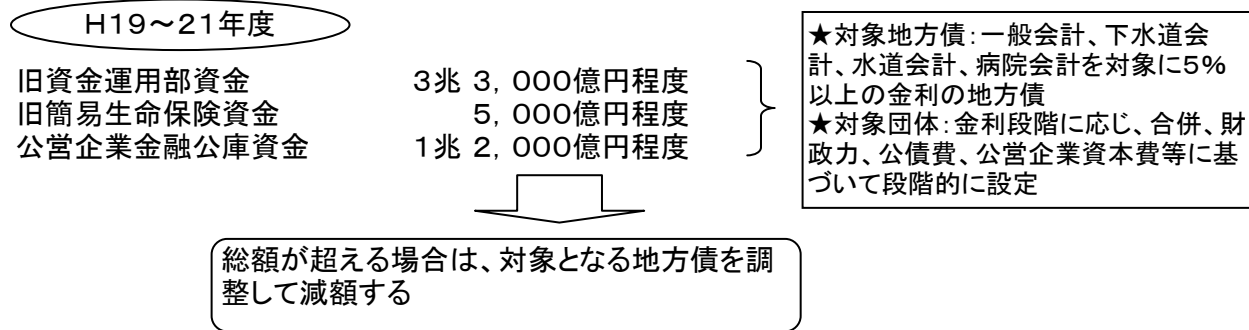 H19～21年度
旧資金運用部資金 3兆 3,000億円程度
旧簡易生命保険資金 5,000億円程度
公営企業金融公庫資金 1兆 2,000億円程度
★対象地方債:一般会計、下水道会
計、水道会計、病院会計を対象に5%
以上の金利の地方債
★対象団体:金利段階に応じ、合併、財
政力、公債費、公営企業資本費等に基
づいて段階的に設定
総額が超える場合は、対象となる地方債を調
整して減額する